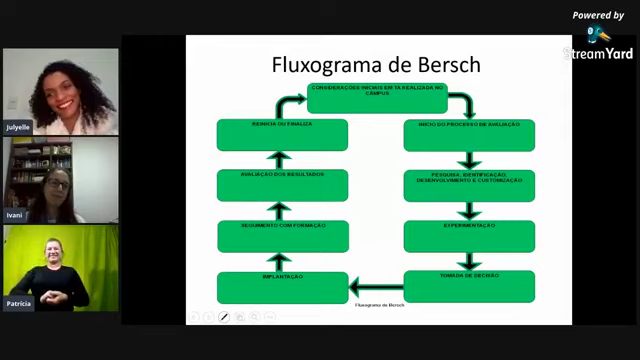 Powered by
StreamYard
Fluxograma de Bersch
CONSIDERAÇÕES INICIAIS EM TA REALIZADA NO
CÂMPUS
REINICIA OU FINALIZA
INICIO DO PROCESSO DE AVALIAÇÃO
AVALIAÇÃO DOS RESULTADOS
PESQUISA, IDENTIFICAÇÃO,
DESENVOLVIMENTO E CUSTOMIZAÇÃO
SEGUIMENTO COM FORMAÇÃO
EXPERIMENTAÇÃO
IMPLANTAÇÃO
TOMADA DE DECISÃO
Fluxograma de Bersch
Julyelle
Ivani
Patrícia